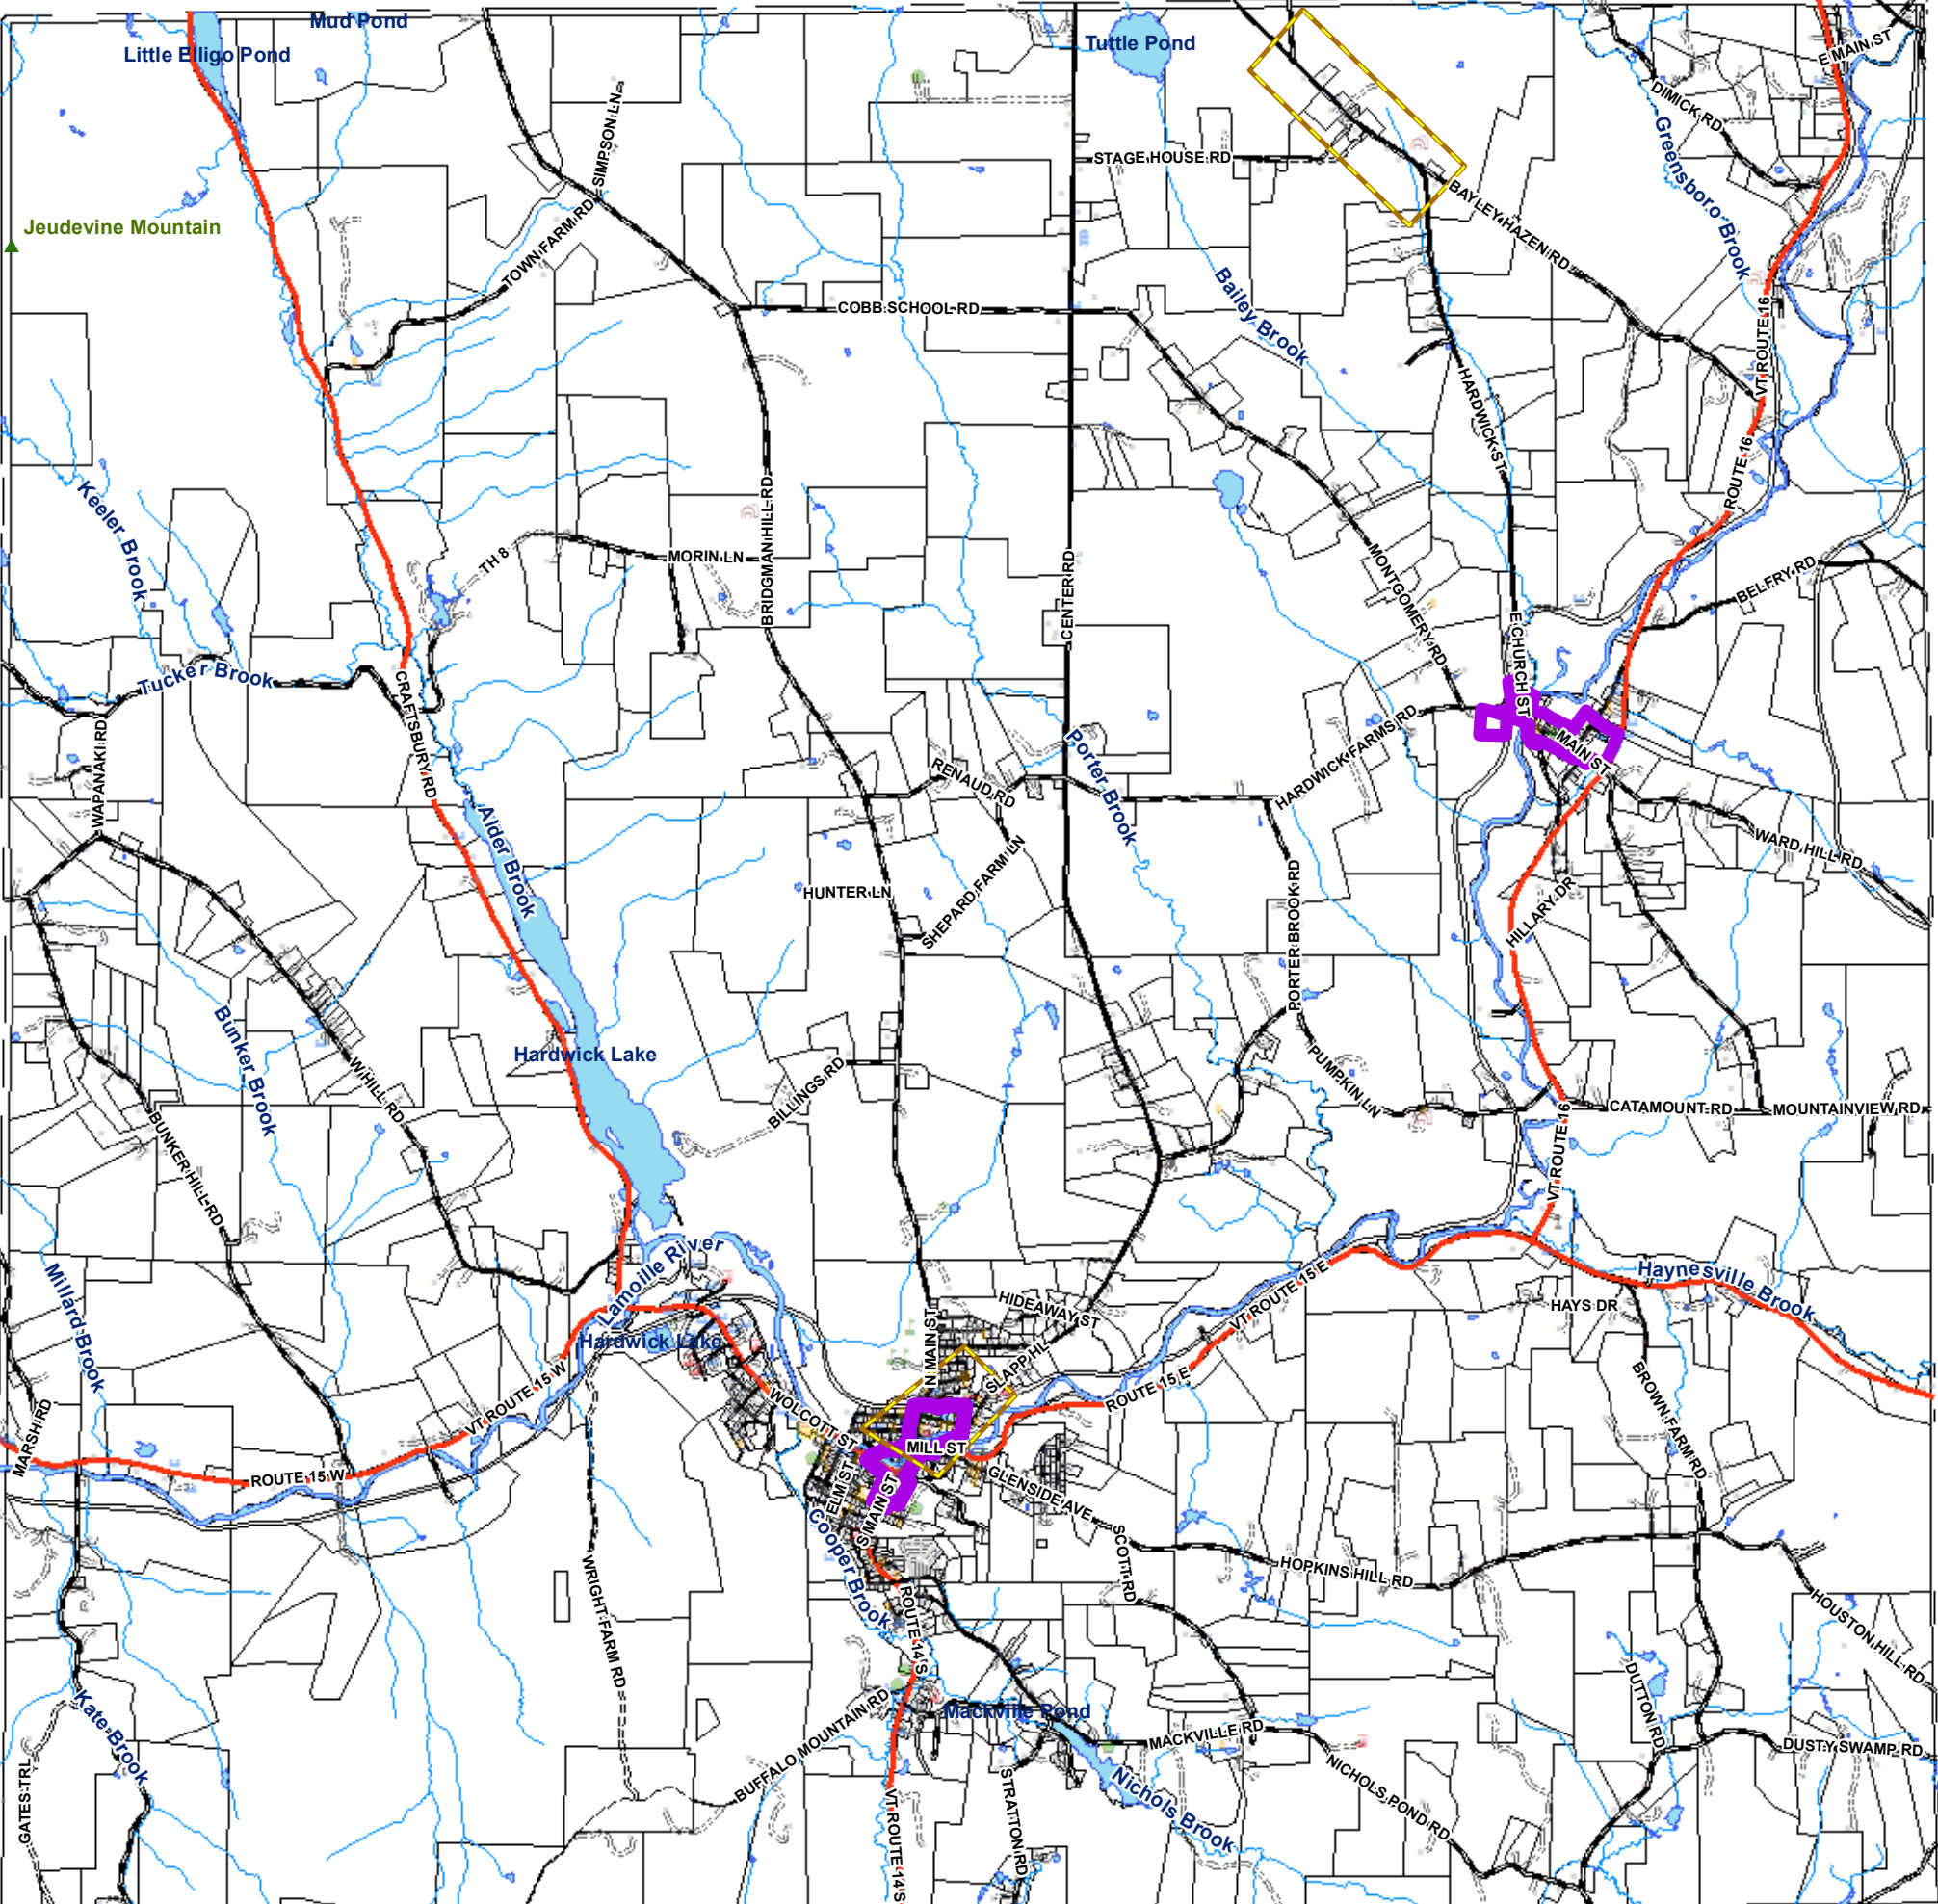 Mud Pond
Little Elligo Pond
Tuttle Pond
E MAIN ST
DIMICK RD
Greensboro Brook
SIMPSON LN
STAGE HOUSE RD
BAYLEY HAZEN RD
Jeudevine Mountain
TOWN FARM RD
Bailey Brook
COBB SCHOOL RD
VT ROUTE 16
HARDWICK ST
ROUTE 16
Keeler Brook
TH 8
MORIN LN
BRIDGMAN HILL RD
CENTER RD
MONTGOMERY RD
BELFRY RD
E CHURCH ST
Tucker Brook
CRAFTSBURY RD
WAPANAKI RD
HARDWICK FARMS RD
MAIN ST
Porter Brook
RENAUD RD
Alder Brook
WARD HILL RD
SHEPARD FARM LN
HUNTER LN
PORTER BROOK RD
HILLARY DR
Bunker Brook
W HILL RD
Hardwick Lake
BILLINGS RD
PUMPKIN LN
CATAMOUNT RD
MOUNTAINVIEW RD
BUNKER HILL RD
VT ROUTE 16
Lamoille River
Millard Brook
Haynesville Brook
HIDEAWAY ST
VT ROUTE 15 E
HAYS DR
Hardwick Lake
N MAIN ST
SLAPP HL
ROUTE 15 E
BROWN FARM RD
VT ROUTE 15 W
WOLCOTT ST
MARSH RD
MILL ST
ROUTE 15 W
ELM ST
S MAIN ST
GLENSIDE AVE
Cooper Brook
SCOTT RD
HOPKINS HILL RD
WRIGHT FARM RD
ROUTE 14 S
HOUSTON HILL RD
DUTTON RD
Kate Brook
BUFFALO MOUNTAIN RD
Mackville Pond
MACKVILLE RD
DUSTY SWAMP RD
GATES TRL
STRATTON RD
Nichols Brook
NICHOLS POND RD
VT ROUTE 14 S